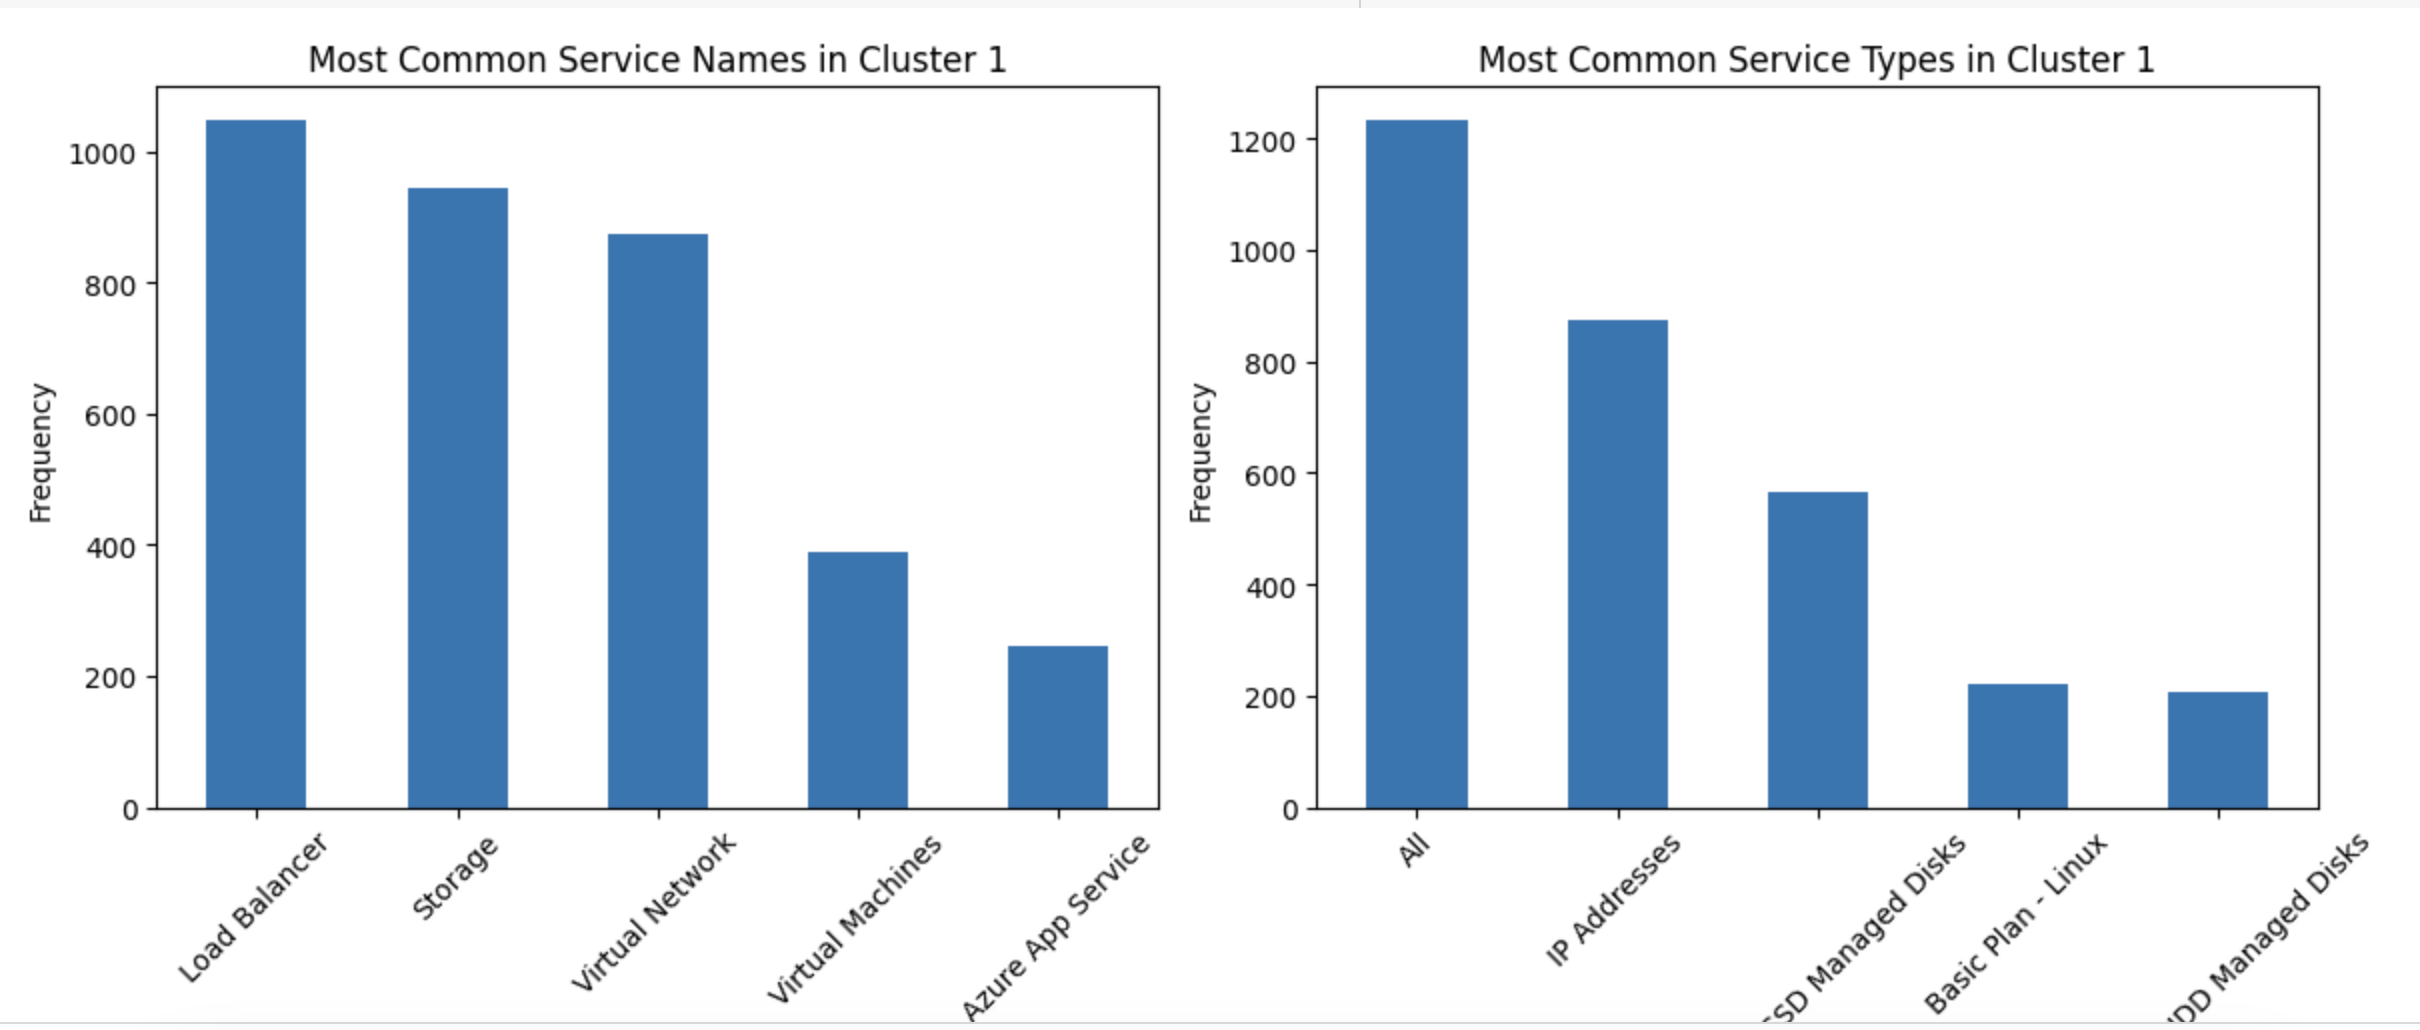 Most Common Service Names in Cluster 1
Frequency
1000
800
600
400
200
0
Load Balancer
Storage
Virtual Network
Virtual Machines
Azure App Service
Most Common Service Types in Cluster 1
Frequency
1200
1000
800
600
400
200
0
All
IP Addresses
SSD Managed Disks
Basic Plan - Linux
Managed Disks